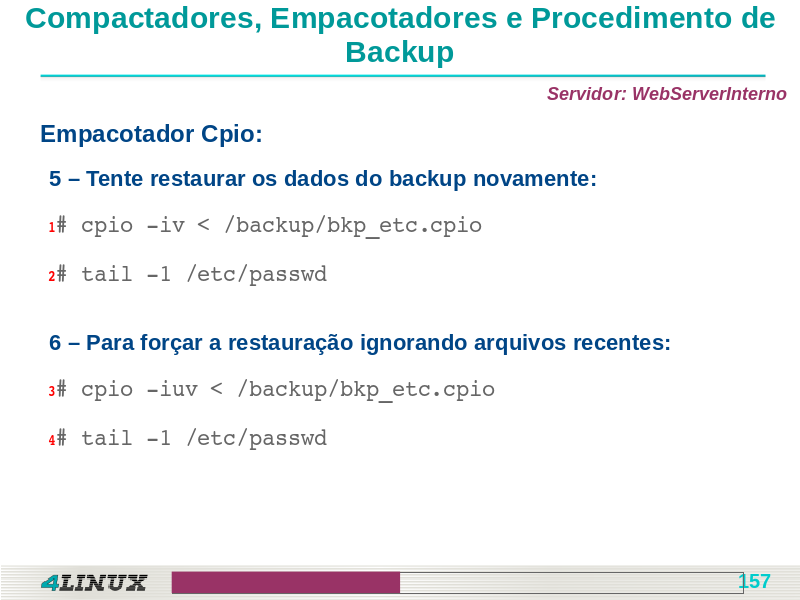 Compactadores, Empacotadores e Procedimento de
Backup
Servidor: WebServerInterno
Empacotador Cpio:
5 – Tente restaurar os dados do backup novamente:
1# cpio –iv < /backup/bkp_etc.cpio
2# tail –1 /etc/passwd
6 – Para forçar a restauração ignorando arquivos recentes:
3# cpio –iuv < /backup/bkp_etc.cpio
4# tail –1 /etc/passwd
4LINUX
157